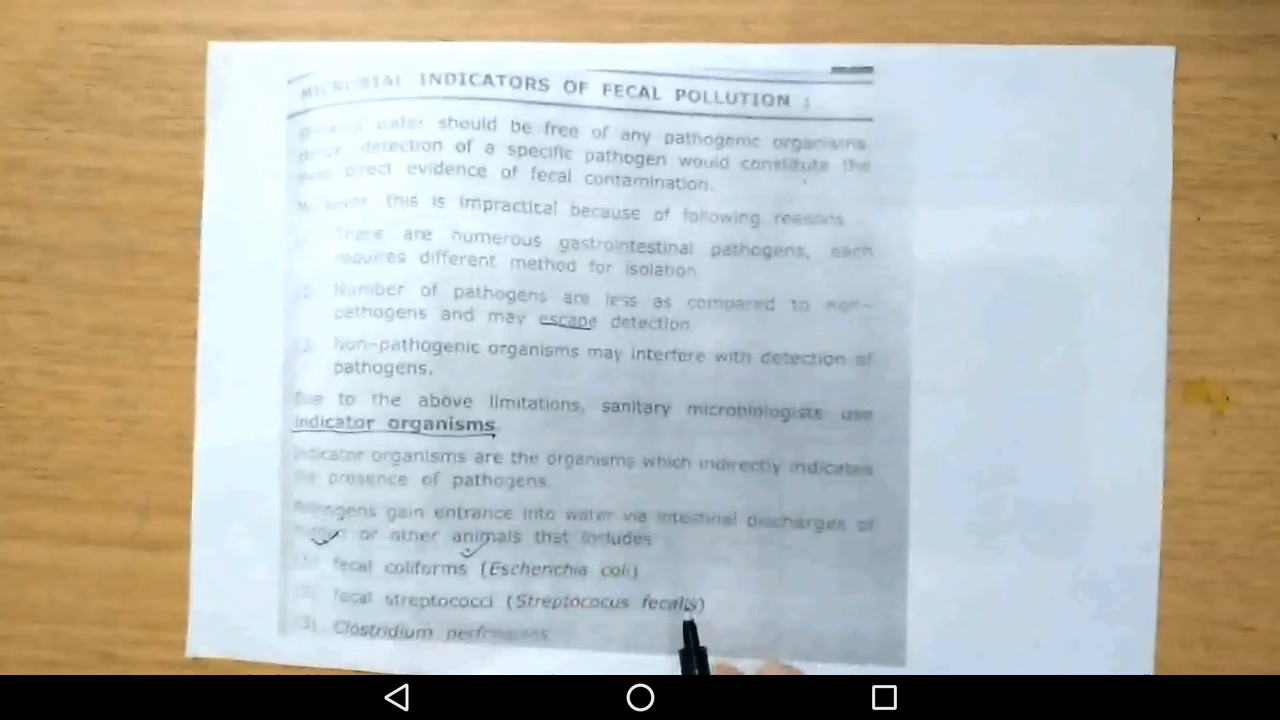 MICROBIAL INDICATORS OF FECAL POLLUTION :
water should be free of any pathogenic organisms
detection of a specific pathogen would constitute the
direct evidence of fecal contamination.
this is impractical because of following reasons
There are numerous gastrointestinal pathogens, each
requires different method for isolation
2. Number of pathogens are less as compared to non-
pathogens and may escape detection
3. Non-pathogenic organisms may interfere with detection of
pathogens.
Due to the above limitations, sanitary microbiologists use
indicator organisms.
Indicator organisms are the organisms which indirectly indicates
the presence of pathogens.
Pathogens gain entrance into water via intestinal discharges of
or other animals that includes
(1) fecal coliforms (Escherichia coli)
(2) fecal streptococci (Streptococus fecalis)
(3) Clostridium perfringens